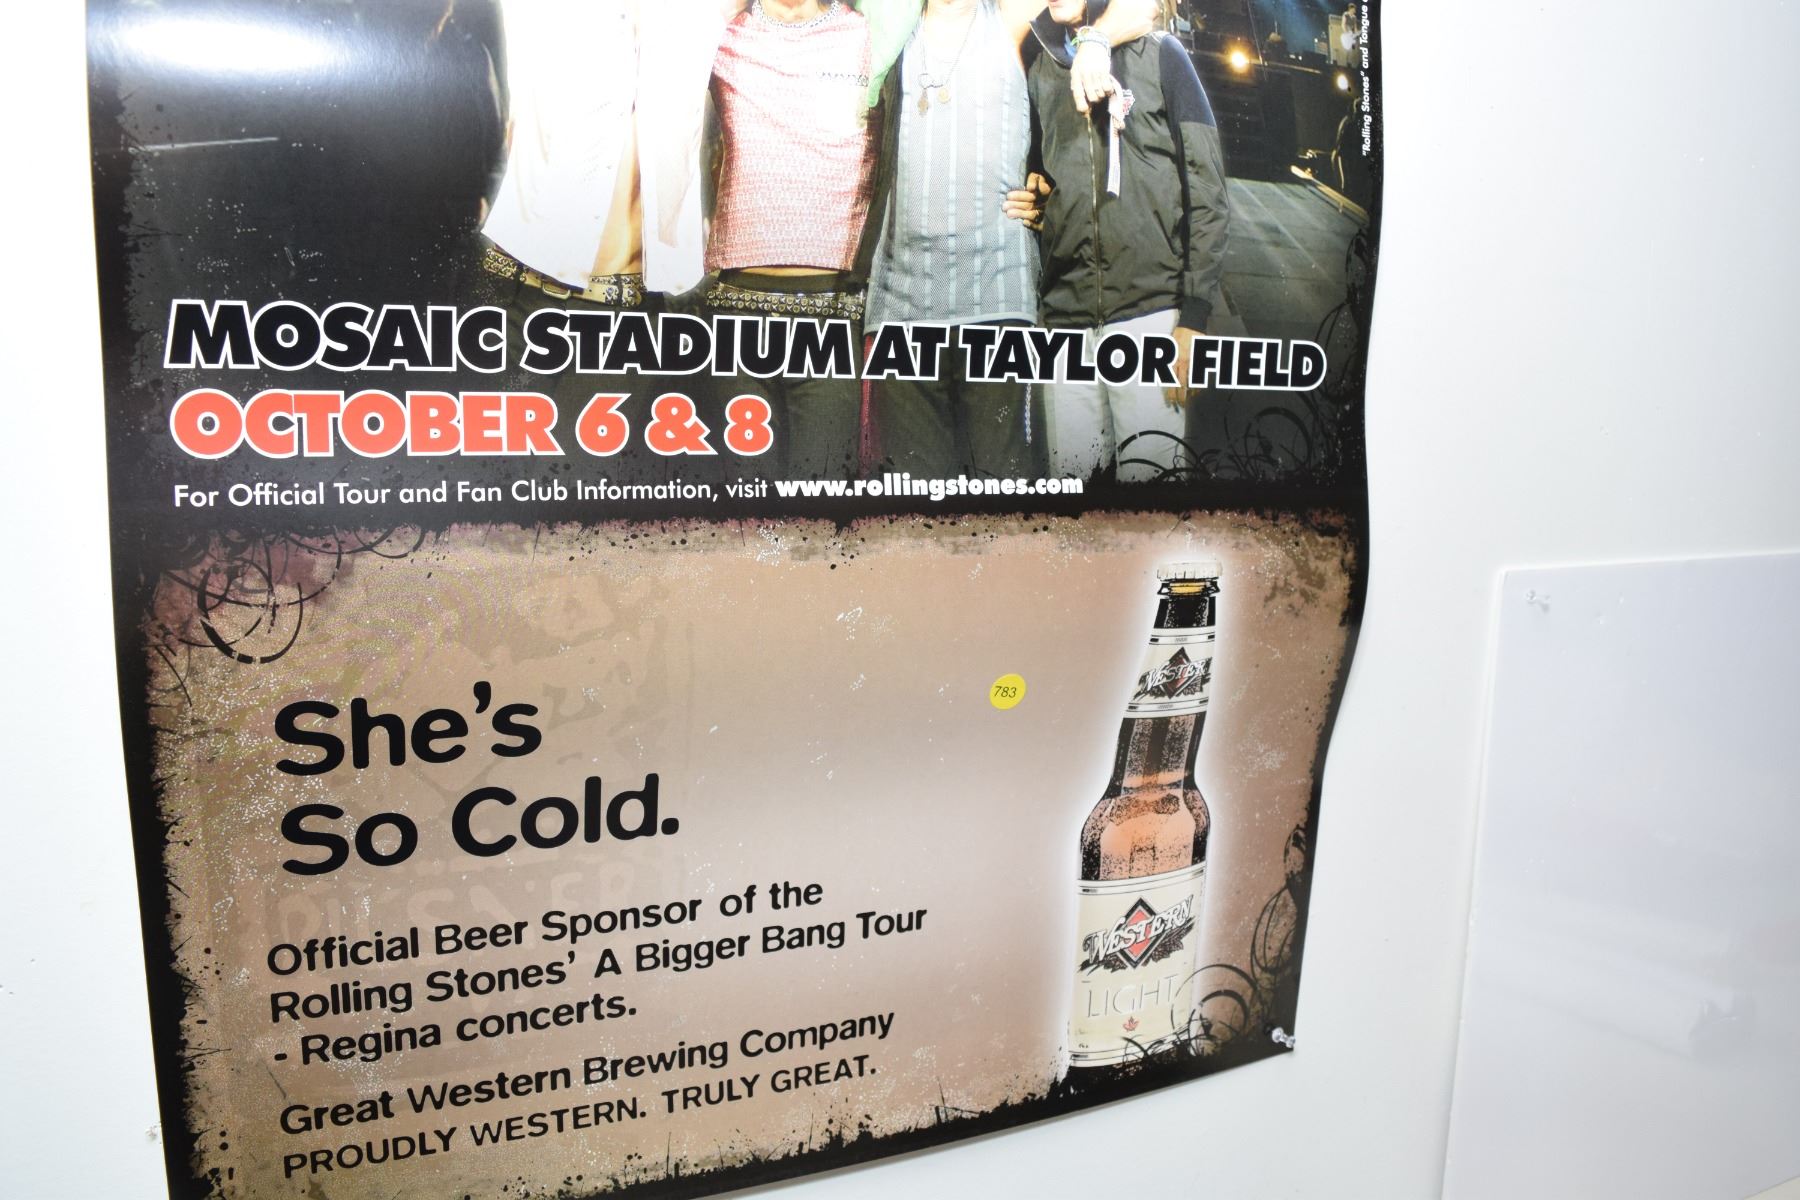 "Rolling Stones" and Tongue
MOSAIC STADIUM AT TAYLOR FIELD
OCTOBER 6 & 8
For Official Tour and Fan Club Information, visit www.rollingstones.com
783
WESTERN
She's
So Cold.
Official Beer Sponsor of the
Rolling Stones' A Bigger Bang Tour
- Regina concerts.
Great Western Brewing Company
PROUDLY WESTERN. TRULY GREAT.
WESTERN
LIGHT